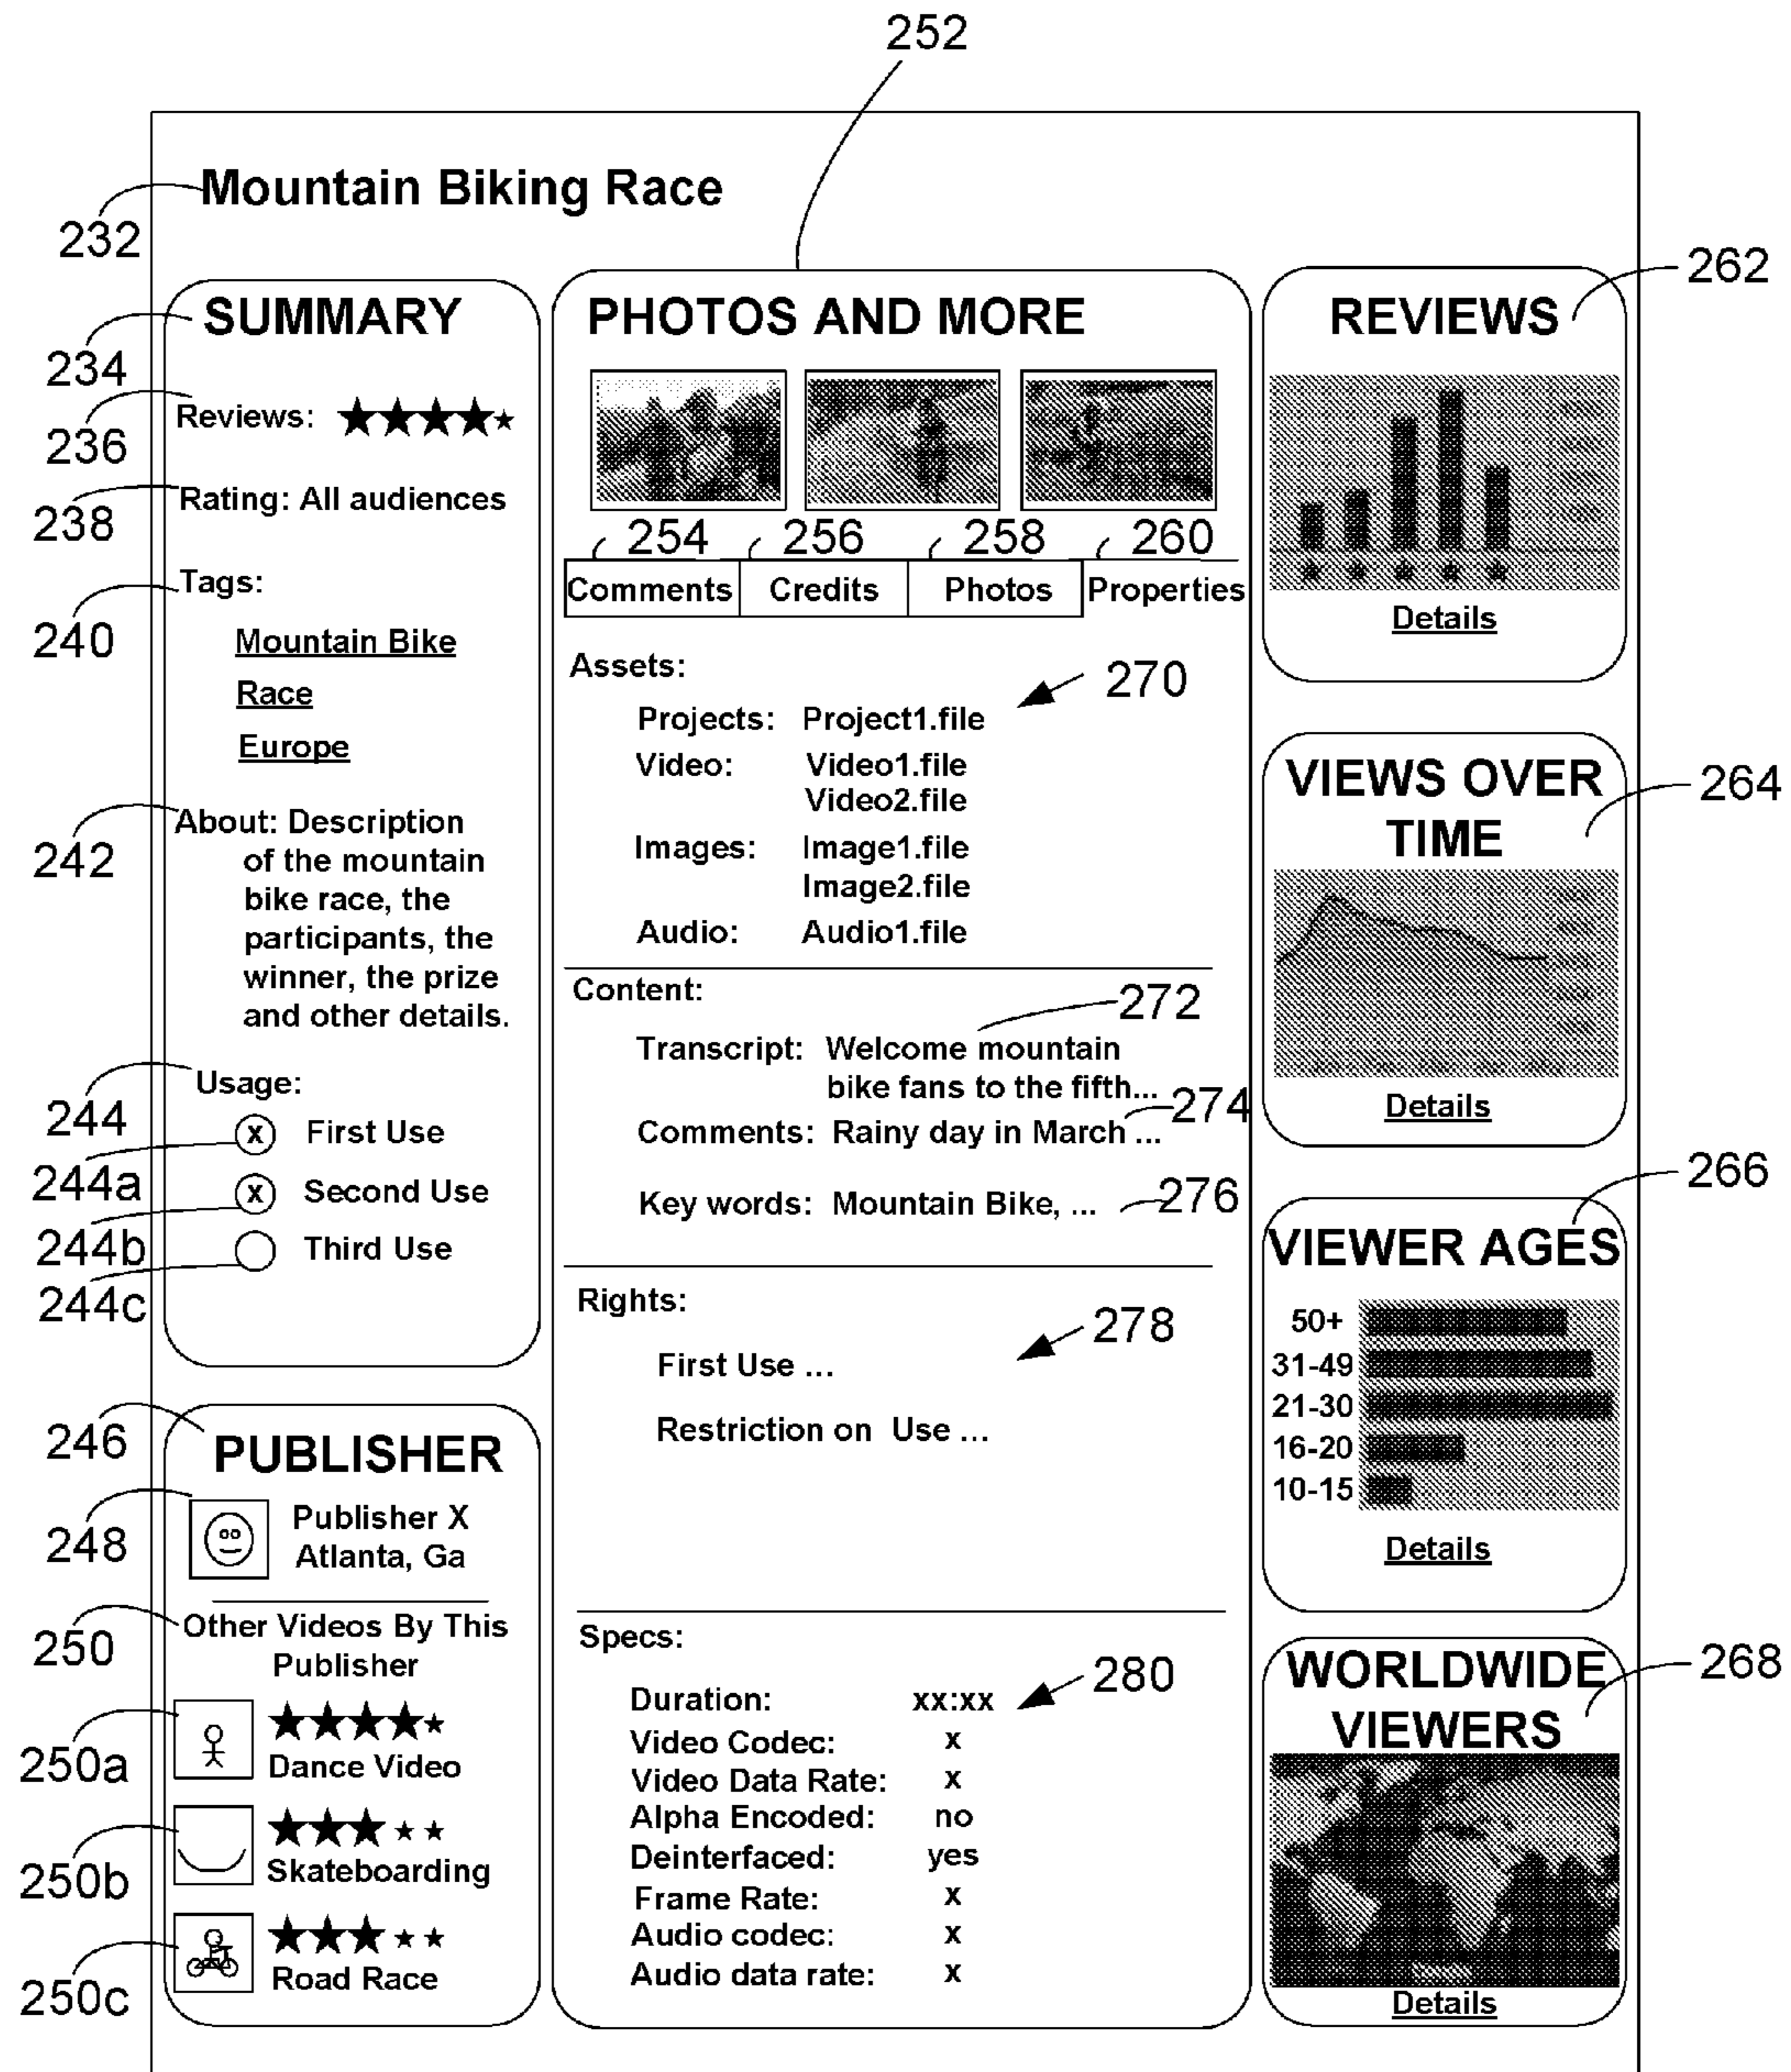 252
Mountain Biking Race
232
SUMMARY
234
236
Reviews:
238
Rating: All audiences
240
Tags:
Mountain Bike
Race
Europe
242
About: Description
of the mountain
bike race, the
participants, the
winner, the prize
and other details.
244
Usage:
244a
x First Use
244b
x Second Use
244c
Third Use
246
PUBLISHER
248
Publisher X
Atlanta, Ga
250
Other Videos By This
Publisher
250a
Dance Video
250b
Skateboarding
250c
Road Race
PHOTOS AND MORE
254 256 258 260
Comments Credits Photos Properties
Assets:
270
Projects: Project1.file
Video: Video1.file
Video2.file
Images: Image1.file
Image2.file
Audio: Audio1.file
Content:
272
Transcript: Welcome mountain
bike fans to the fifth...
274
Comments: Rainy day in March ...
Key words: Mountain Bike, ...
276
Rights:
278
First Use ...
Restriction on Use ...
Specs:
280
Duration: xx:xx
Video Codec: x
Video Data Rate: x
Alpha Encoded: no
Deinterfaced: yes
Frame Rate: x
Audio codec: x
Audio data rate: x
REVIEWS
262
Details
VIEWS OVER
TIME
264
Details
266
VIEWER AGES
50+
31-49
21-30
16-20
10-15
Details
WORLDWIDE
VIEWERS
268
Details